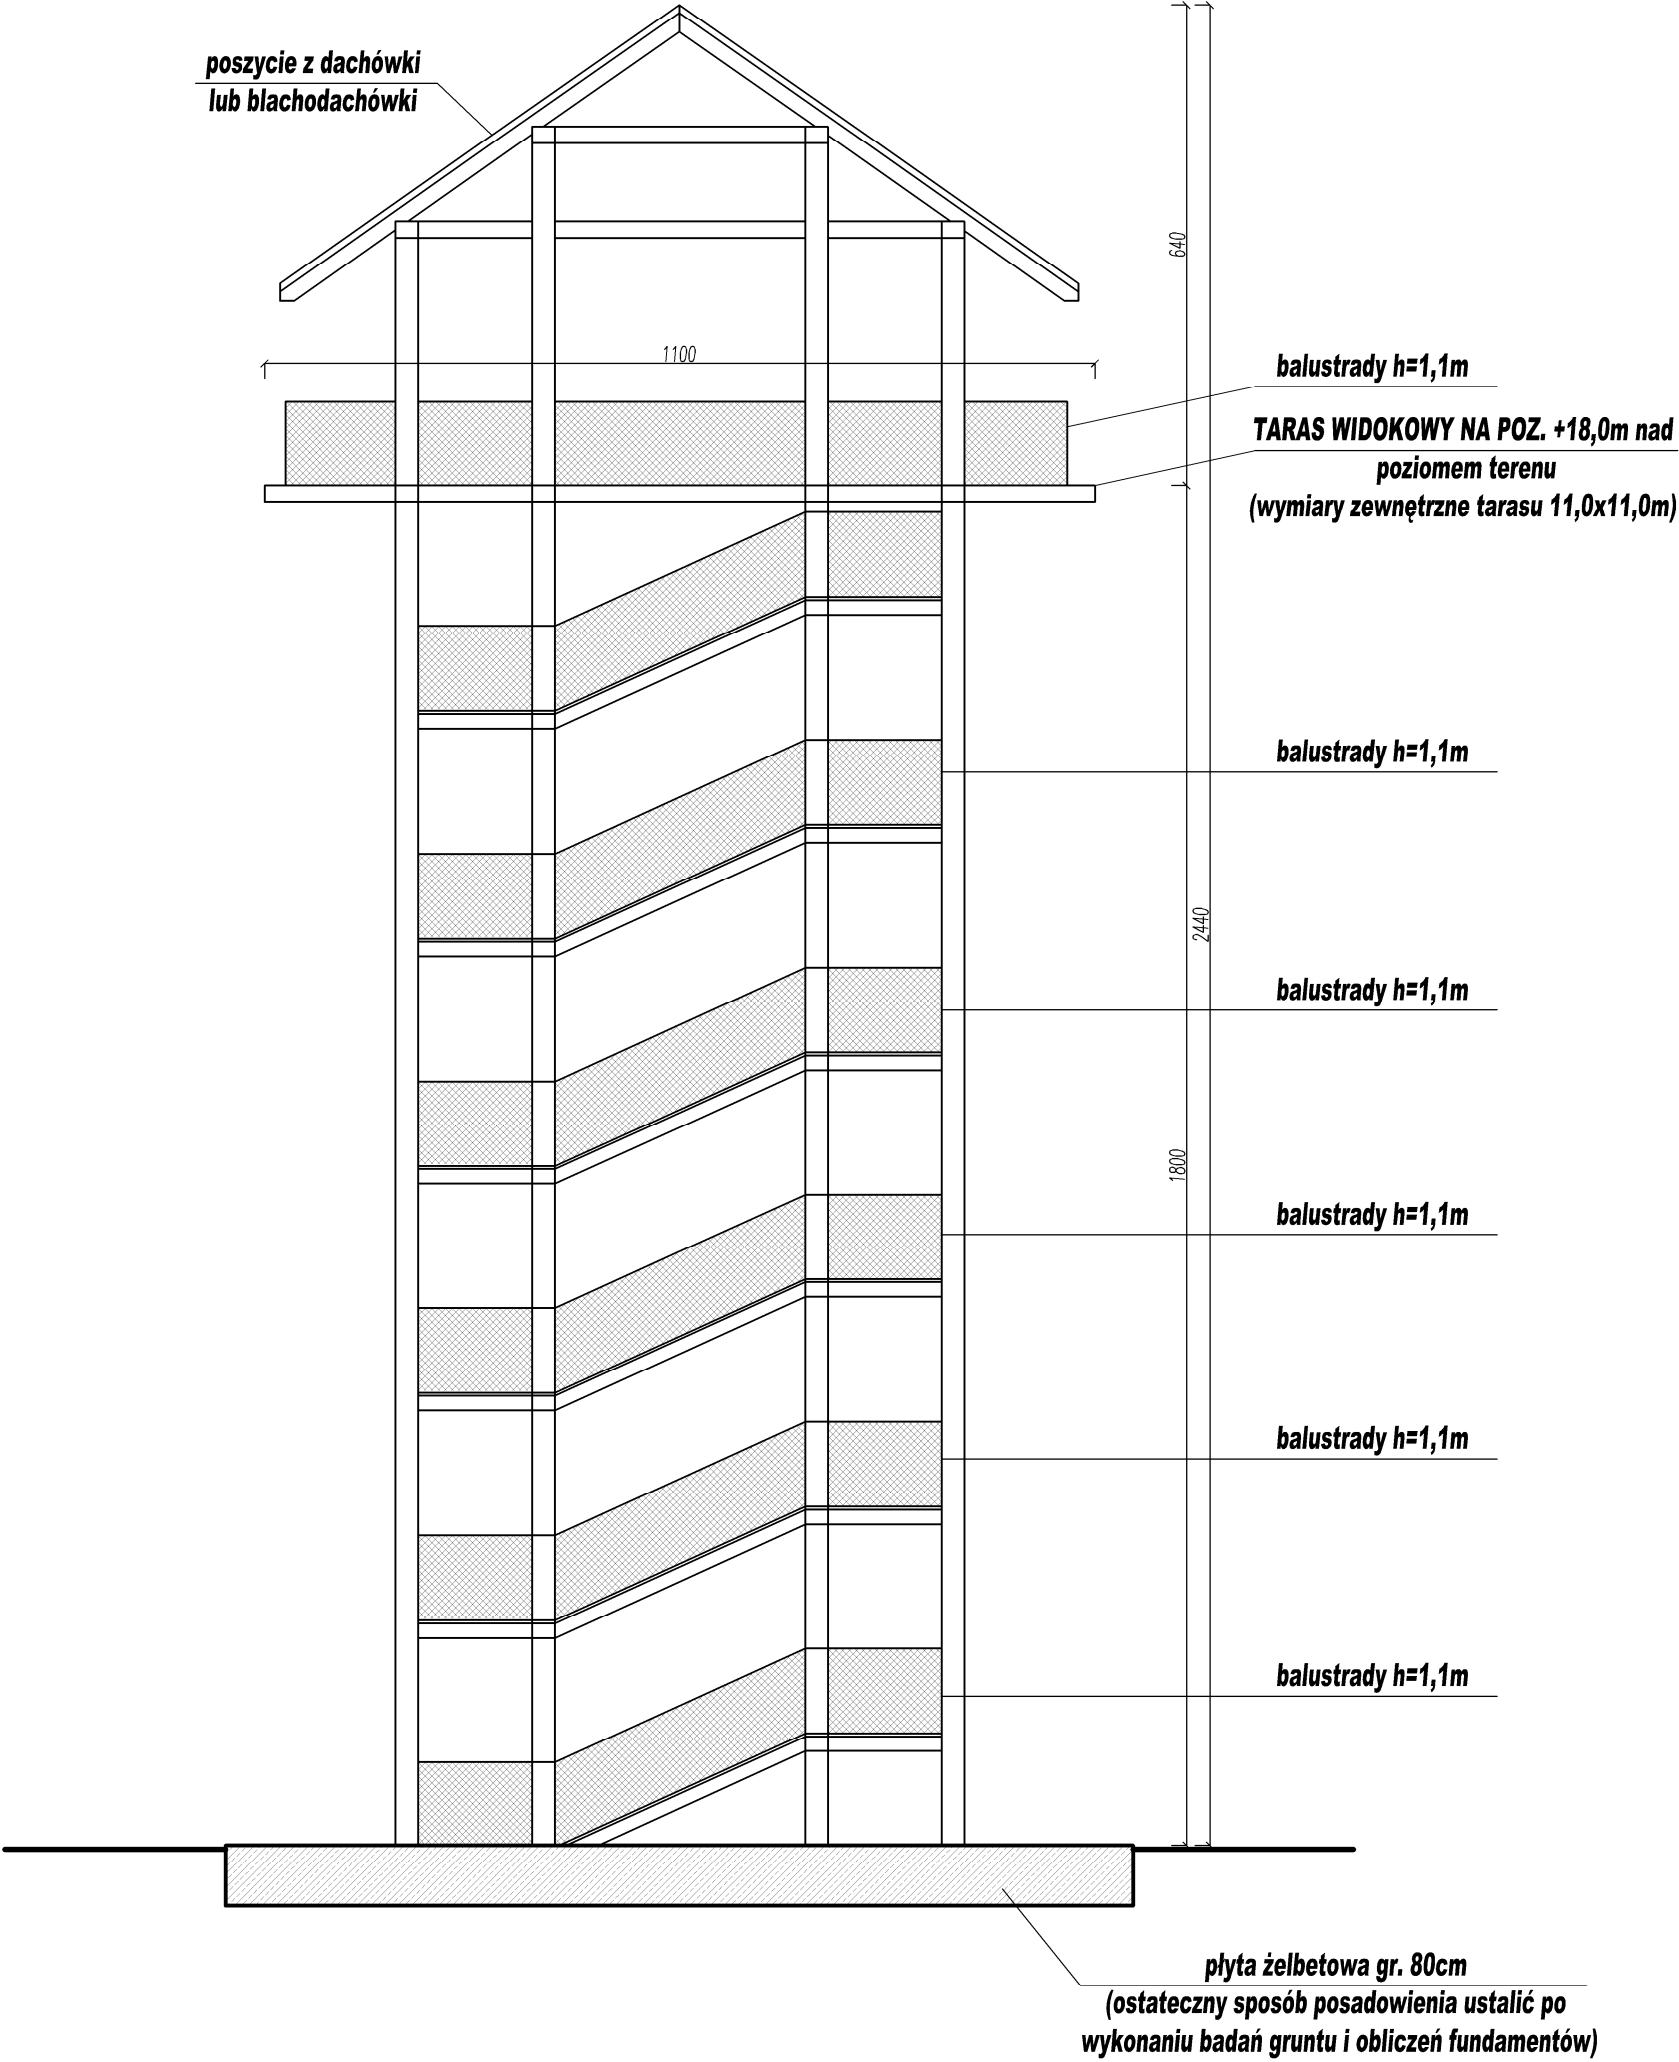 poszycie z dachówki
lub blachodachówki
640
1100
balustrady h=1,1m
TARAS WIDOKOWY NA POZ. +18,0m nad
poziomem terenu
(wymiary zewnętrzne tarasu 11,0x11,0m)
balustrady h=1,1m
2440
balustrady h=1,1m
1800
balustrady h=1,1m
balustrady h=1,1m
balustrady h=1,1m
płyta żelbetowa gr. 80cm
(ostateczny sposób posadowienia ustalić po
wykonaniu badań gruntu i obliczeń fundamentów)